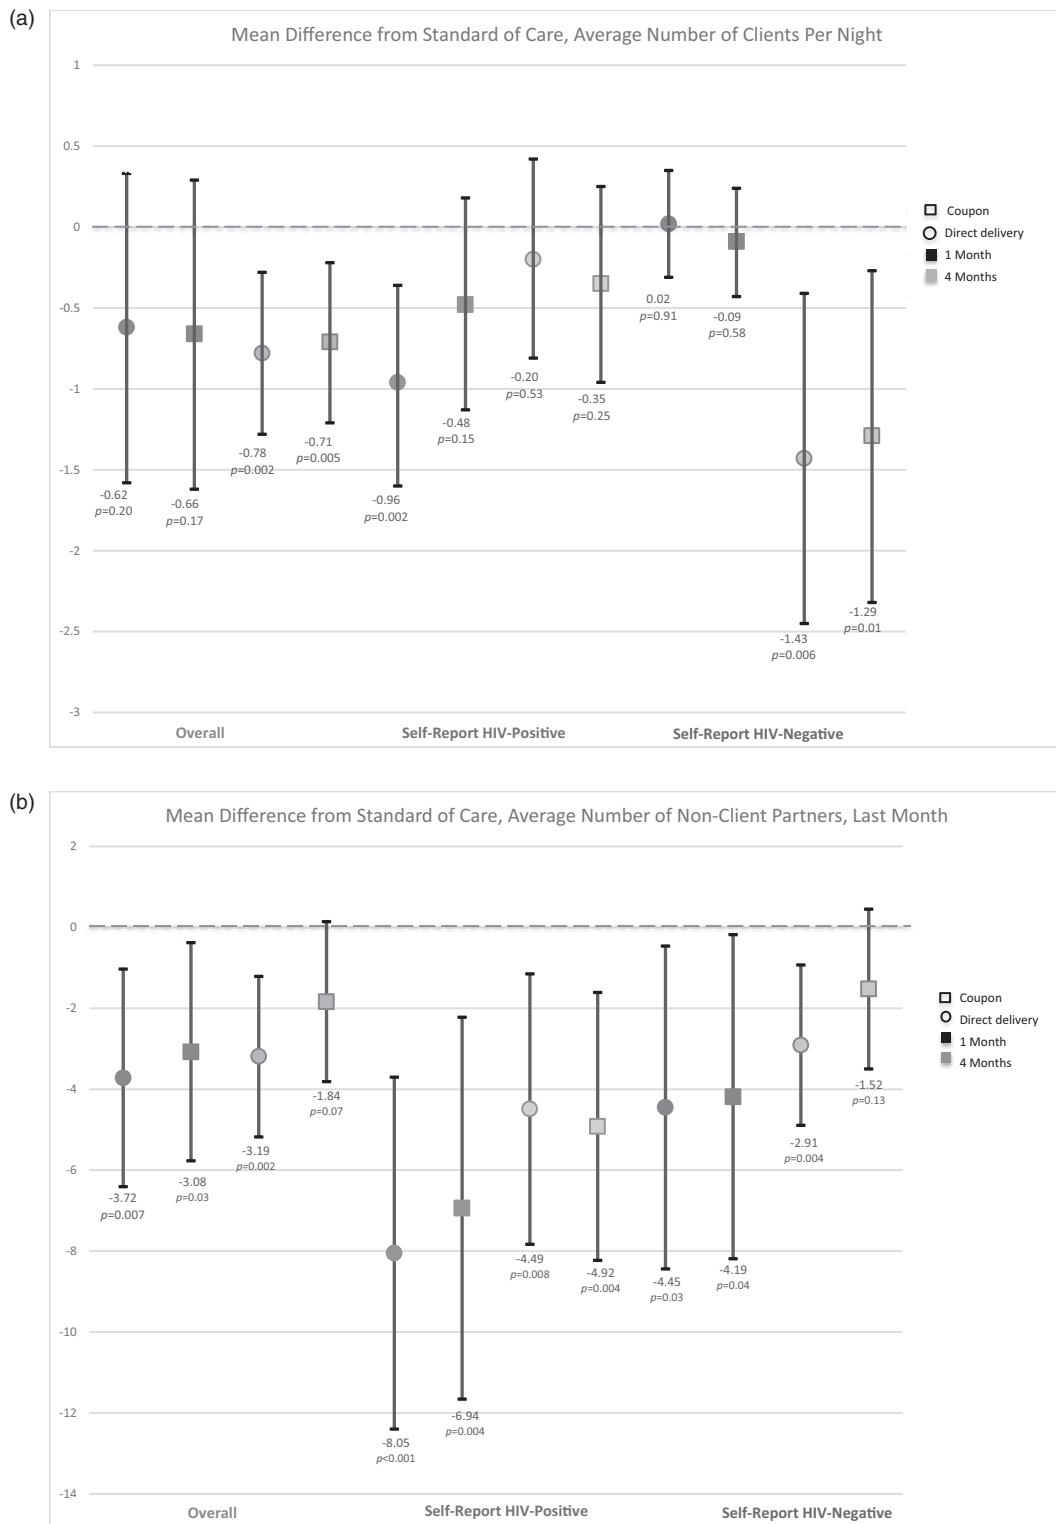 (a)
Mean Difference from Standard of Care, Average Number of Clients Per Night
1
0.5
0
-0.5
-1
-1.5
-2
-2.5
-3
-0.62
p=0.20
-0.66
p=0.17
-0.78
p=0.002
-0.71
p=0.005
-0.96
p=0.002
-0.48
p=0.15
-0.20
p=0.53
-0.35
p=0.25
0.02
p=0.91
-0.09
p=0.58
-1.43
p=0.006
-1.29
p=0.01
Coupon
Direct delivery
1 Month
4 Months
Overall
Self-Report HIV-Positive
Self-Report HIV-Negative
(b)
Mean Difference from Standard of Care, Average Number of Non-Client Partners, Last Month
2
0
-2
-4
-6
-8
-10
-12
-14
-3.72
p=0.007
-3.08
p=0.03
-3.19
p=0.002
-1.84
p=0.07
-8.05
p<0.001
-6.94
p=0.004
-4.49
p=0.008
-4.92
p=0.004
-4.45
p=0.03
-4.19
p=0.04
-2.91
p=0.004
-1.52
p=0.13
Coupon
Direct delivery
1 Month
4 Months
Overall
Self-Report HIV-Positive
Self-Report HIV-Negative